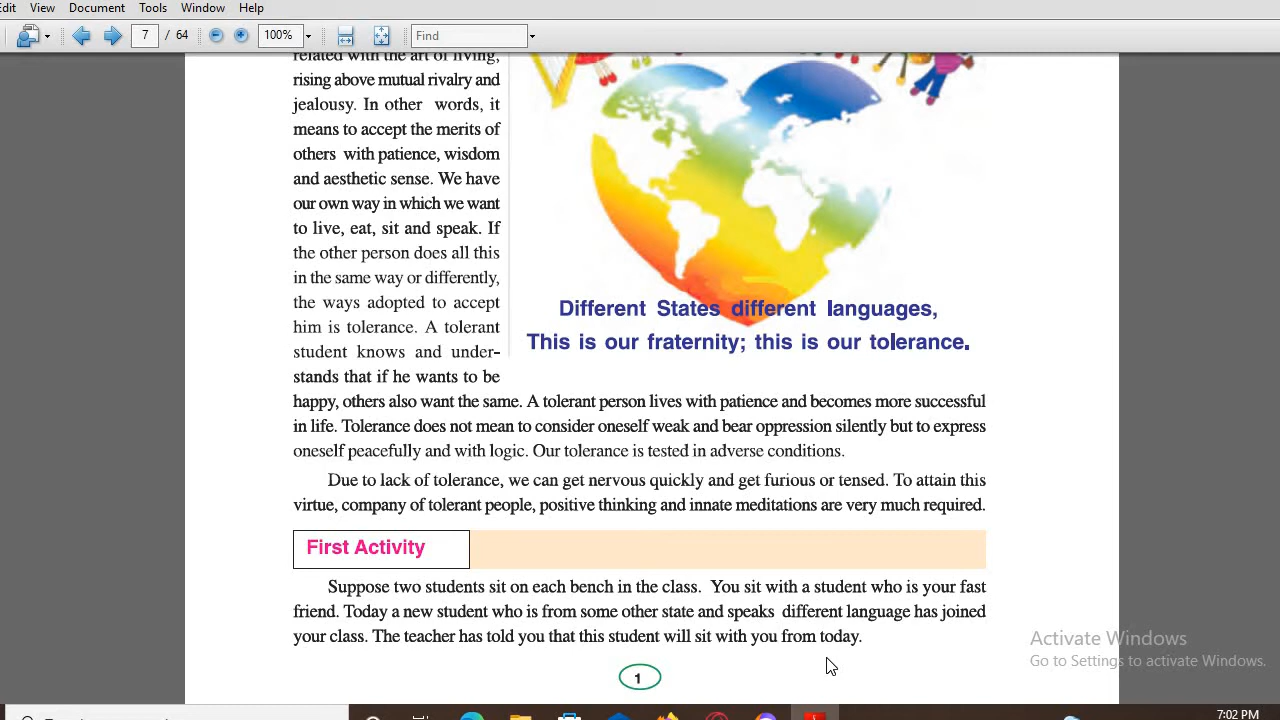 Edit View Document Tools Window Help
7 / 64 100% Find
related with the art of living,
rising above mutual rivalry and
jealousy. In other words, it
means to accept the merits of
others with patience, wisdom
and aesthetic sense. We have
our own way in which we want
to live, eat, sit and speak. If
the other person does all this
in the same way or differently,
the ways adopted to accept
him is tolerance. A tolerant
student knows and under-
stands that if he wants to be
Different States different languages,
This is our fraternity; this is our tolerance.
happy, others also want the same. A tolerant person lives with patience and becomes more successful
in life. Tolerance does not mean to consider oneself weak and bear oppression silently but to express
oneself peacefully and with logic. Our tolerance is tested in adverse conditions.
Due to lack of tolerance, we can get nervous quickly and get furious or tensed. To attain this
virtue, company of tolerant people, positive thinking and innate meditations are very much required.
First Activity
Suppose two students sit on each bench in the class. You sit with a student who is your fast
friend. Today a new student who is from some other state and speaks different language has joined
your class. The teacher has told you that this student will sit with you from today.
1
Activate Windows
Go to Settings to activate Windows.
7:02 PM